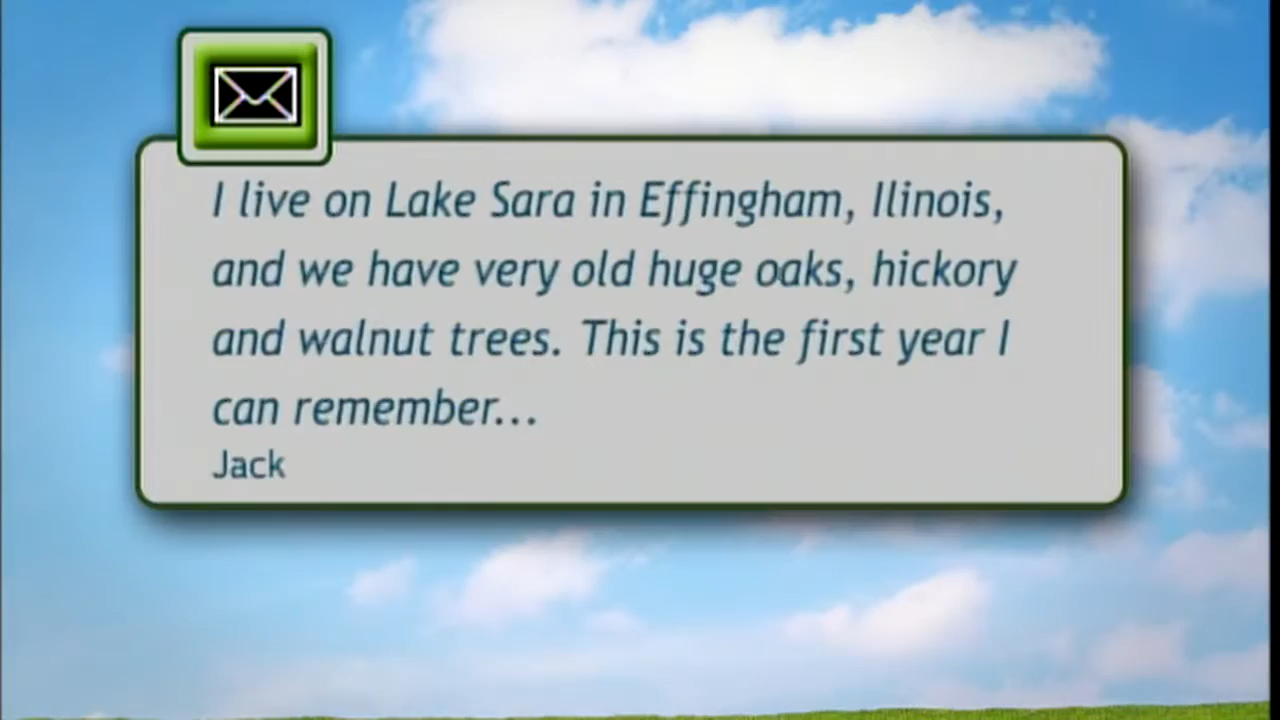 I live on Lake Sara in Effingham, Ilinois,
and we have very old huge oaks, hickory
and walnut trees. This is the first year I
can remember...
Jack